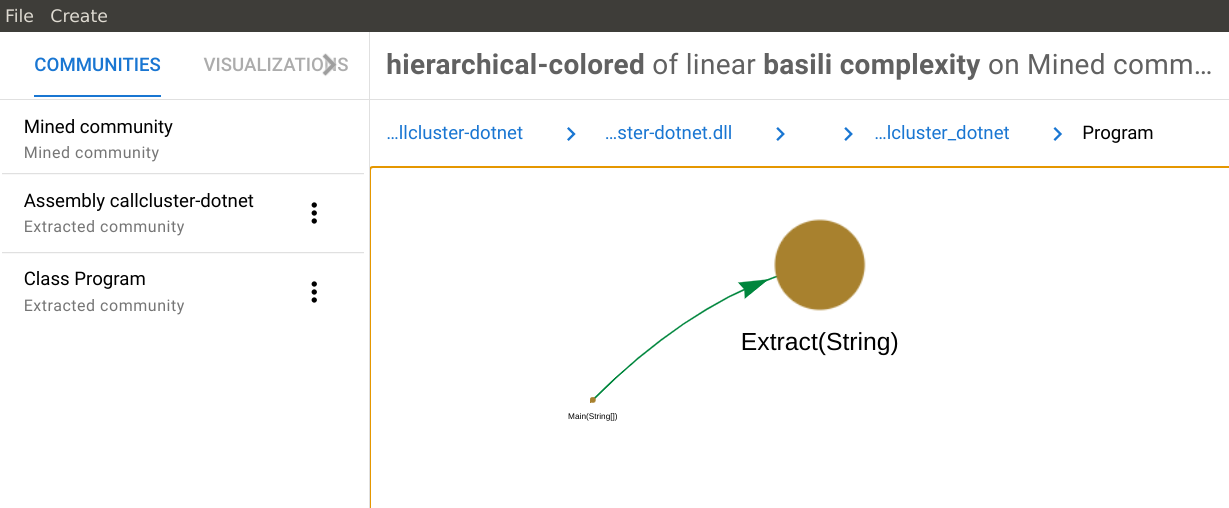 File Create
COMMUNITIES VISUALIZATIONS
hierarchical-colored of linear basili complexity on Mined comm...
...llcluster-dotnet ...ster-dotnet.dll ...lcluster_dotnet Program
Mined community
Mined community
Assembly callcluster-dotnet
Extracted community
Class Program
Extracted community
Extract(String)
Main(String[])